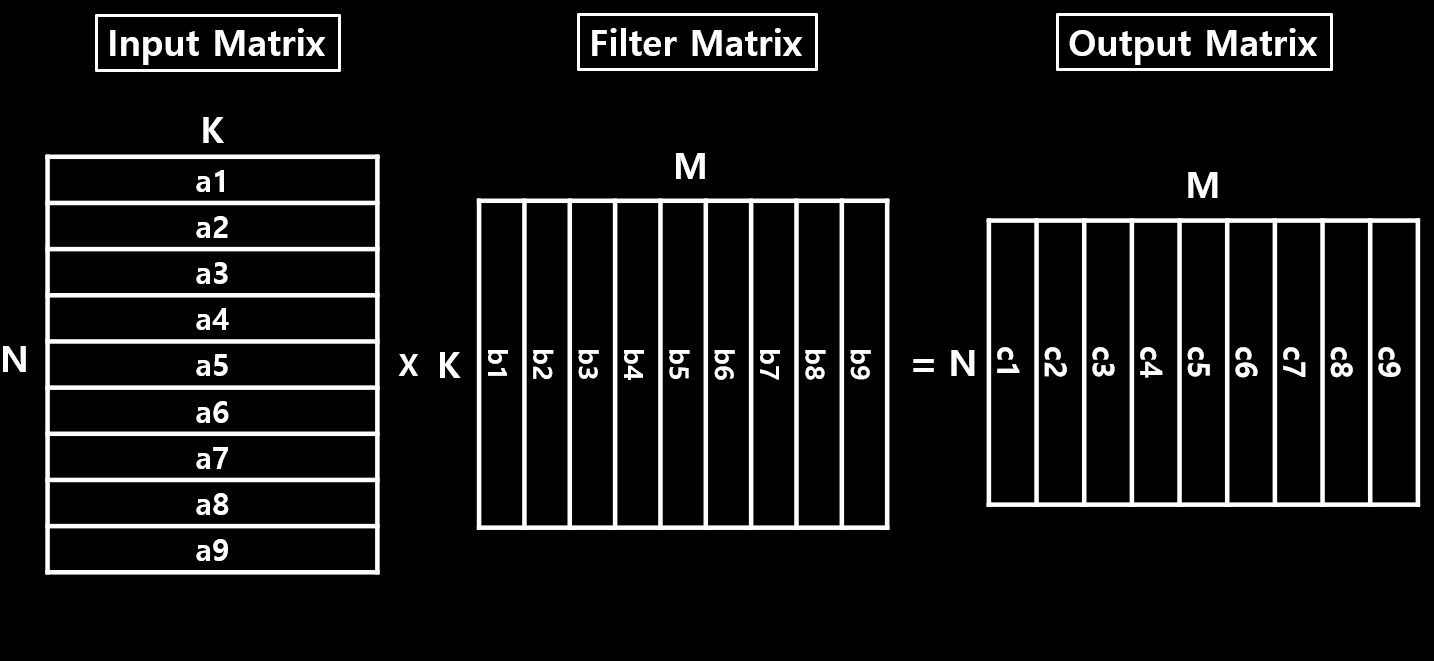 Input Matrix
Filter Matrix
Output Matrix
K
a1
a2
a3
a4
a5
a6
a7
a8
a9
N
x
K
M
b1
b2
b3
b4
b5
b6
b7
b8
b9
=
N
M
c1
c2
c3
c4
c5
c6
c7
c8
c9